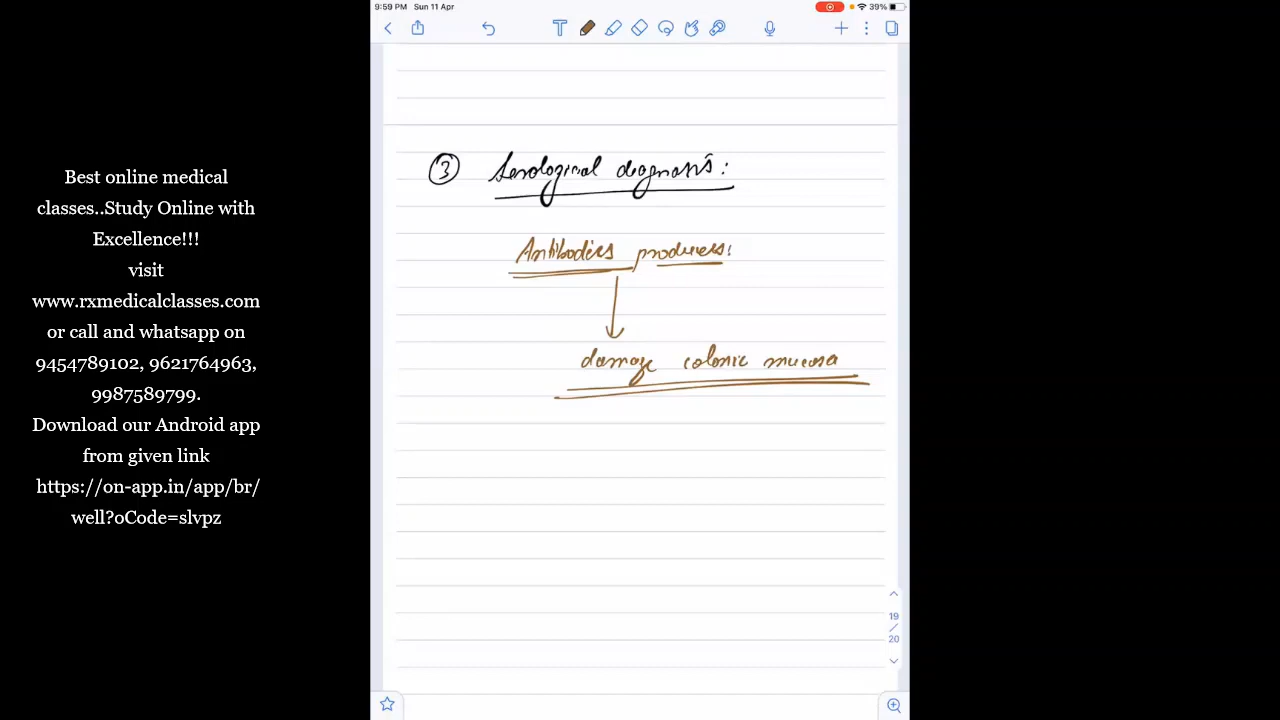 9:59 PM Sun 11 Apr
39%
Best online medical
classes..Study Online with
Excellence!!!
visit
www.rxmedicalclasses.com
or call and whatsapp on
9454789102, 9621764963,
9987589799.
Download our Android app
from given link
https://on-app.in/app/br/
well?oCode=slvpz
③ Serological diagnosis:
Antibodies produces:
damage colonic mucosa
19
/
20